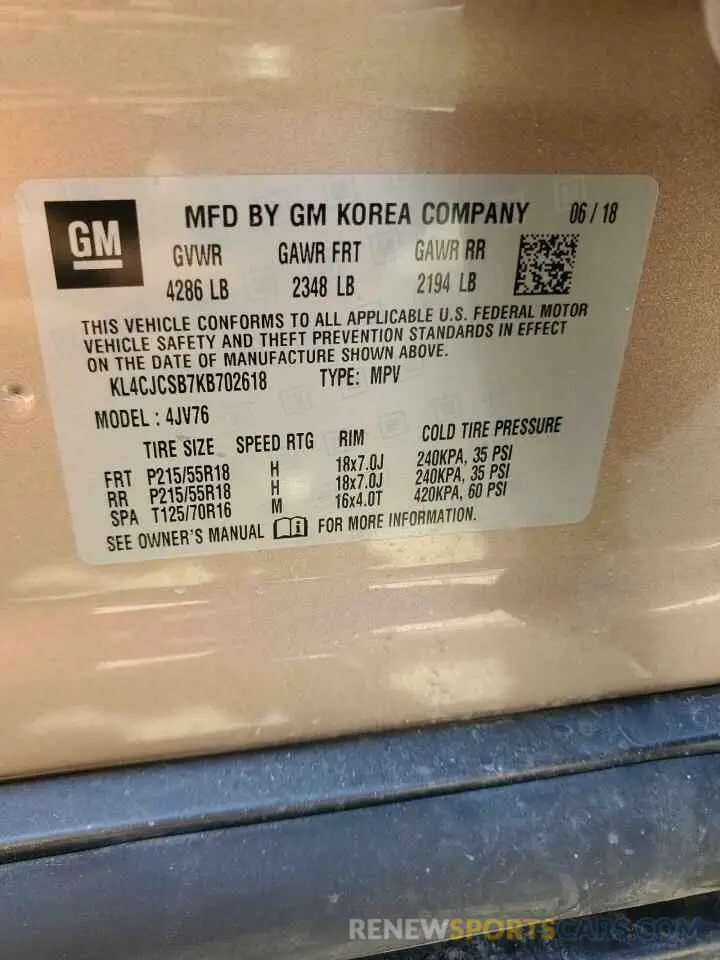 GM
MFD BY GM KOREA COMPANY 06/18
GVWR GAWR FRT GAWR RR
4286 LB 2348 LB 2194 LB
THIS VEHICLE CONFORMS TO ALL APPLICABLE U.S. FEDERAL MOTOR
VEHICLE SAFETY AND THEFT PREVENTION STANDARDS IN EFFECT
ON THE DATE OF MANUFACTURE SHOWN ABOVE.
KL4CJCSB7KB702618 TYPE: MPV
MODEL : 4JV76
TIRE SIZE SPEED RTG RIM COLD TIRE PRESSURE
FRT P215/55R18 H 18x7.0J 240KPA, 35 PSI
RR P215/55R18 H 18x7.0J 240KPA, 35 PSI
SPA T125/70R16 M 16x4.0T 420KPA, 60 PSI
SEE OWNER'S MANUAL FOR MORE INFORMATION.
RENEWSPORTSCARS.COM